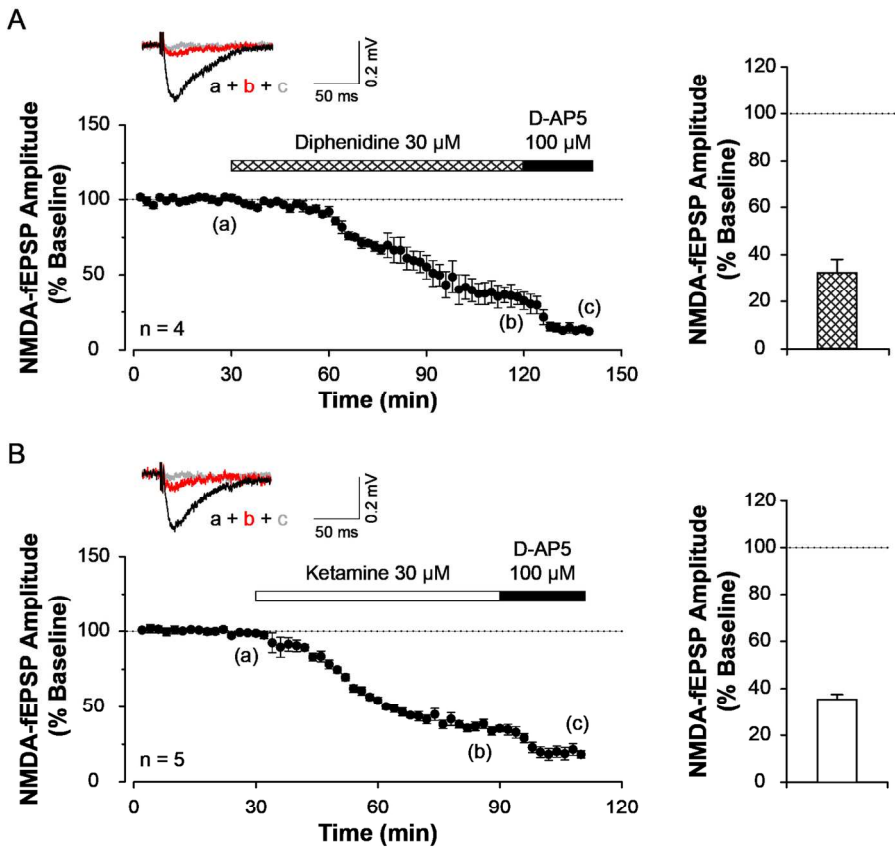 A
a + b + c
0.2 mV
50 ms
NMDA-fEPSP Amplitude
(% Baseline)
150
100
50
0
Diphenidine 30 µM
D-AP5
100 µM
(a)
(b)
(c)
n = 4
0
30
60
90
120
150
Time (min)
NMDA-fEPSP Amplitude
(% Baseline)
120
100
80
60
40
20
0
B
a + b + c
0.2 mV
50 ms
NMDA-fEPSP Amplitude
(% Baseline)
150
100
50
0
Ketamine 30 µM
D-AP5
100 µM
(a)
(b)
(c)
n = 5
0
30
60
90
120
Time (min)
NMDA-fEPSP Amplitude
(% Baseline)
120
100
80
60
40
20
0